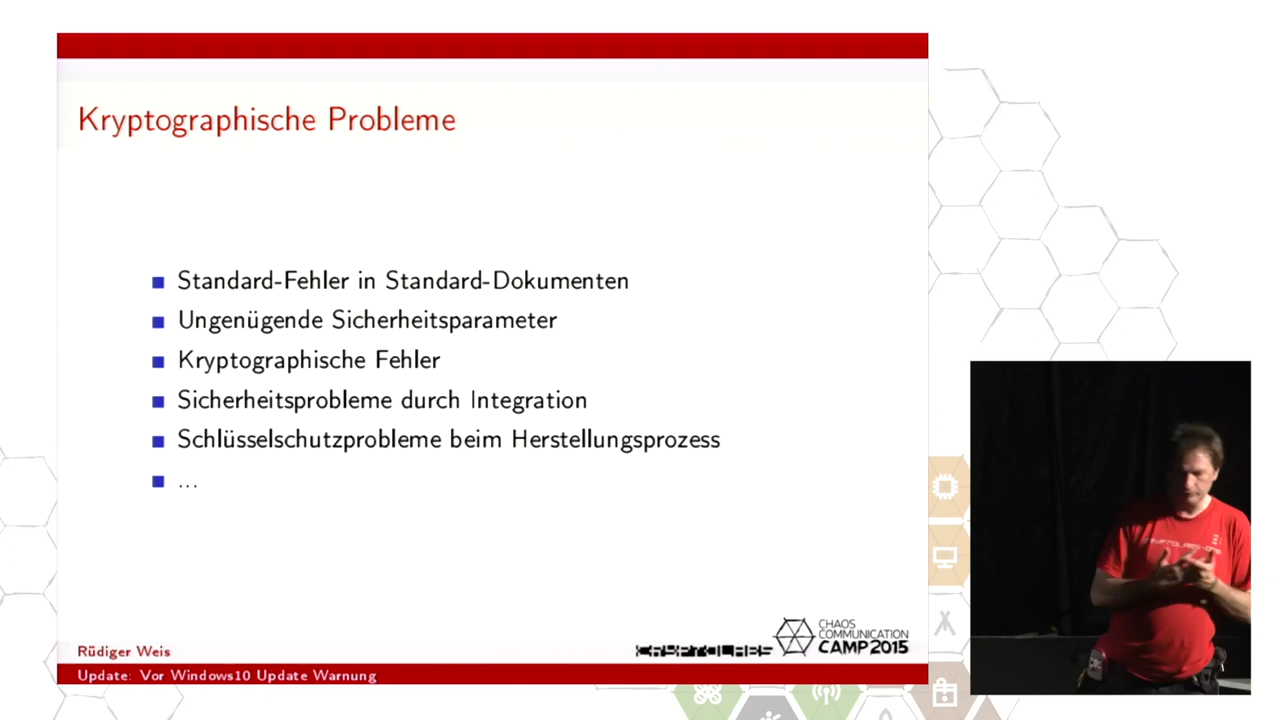 Kryptographische Probleme
Standard-Fehler in Standard-Dokumenten
Ungenügende Sicherheitsparameter
Kryptographische Fehler
Sicherheitsprobleme durch Integration
Schlüsselschutzprobleme beim Herstellungsprozess
...
Rüdiger Weis
CRYPTOLABS
CHAOS
COMMUNICATION
CAMP 2015
Update: Vor Windows10 Update Warnung